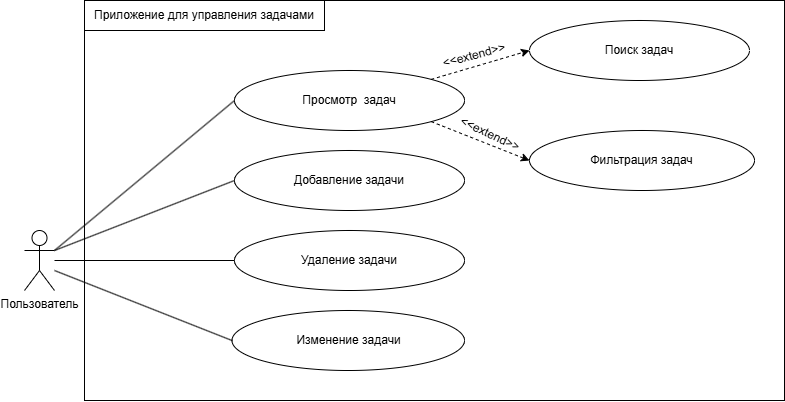 Приложение для управления задачами
<<extend>>
Поиск задач
Просмотр задач
<<extend>>
Фильтрация задач
Добавление задачи
Удаление задачи
Пользователь
Изменение задачи